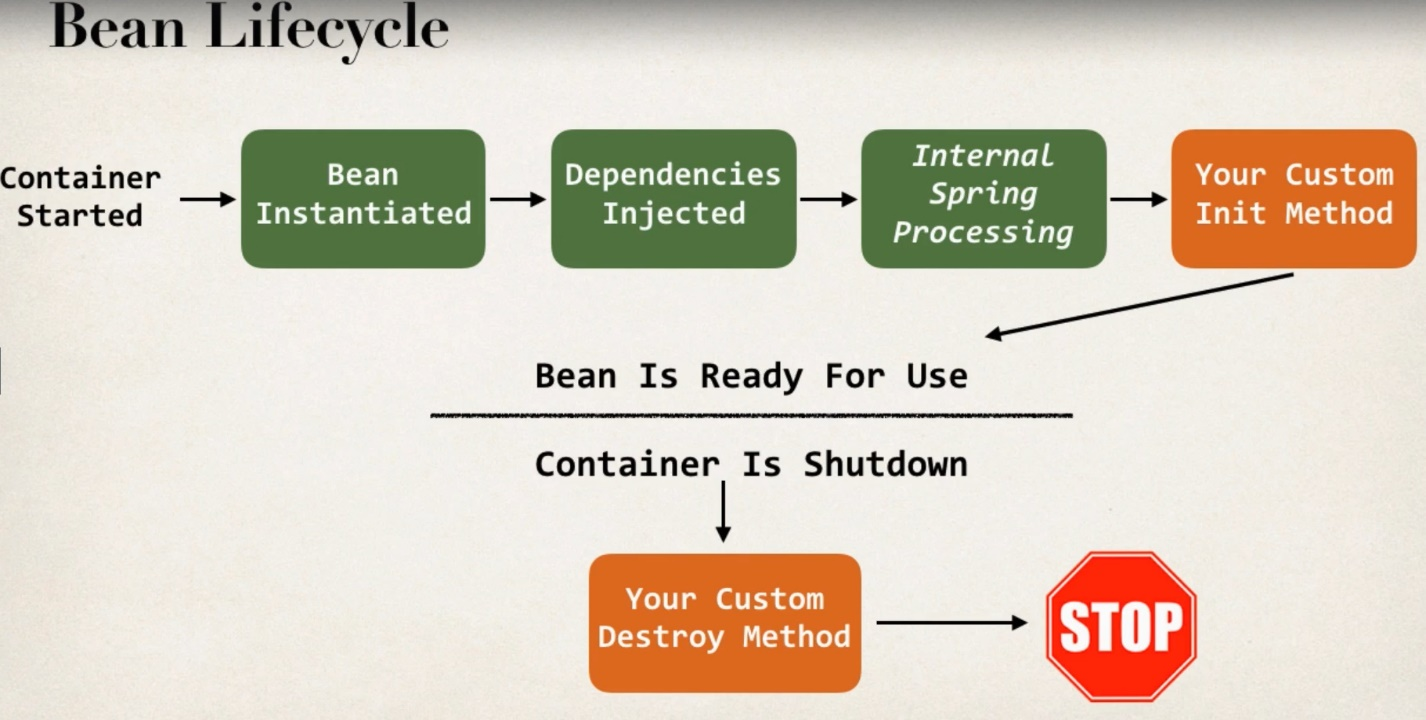 Bean Lifecycle
Container
Started
Bean
Instantiated
Dependencies
Injected
Internal
Spring
Processing
Your Custom
Init Method
Bean Is Ready For Use
Container Is Shutdown
Your Custom
Destroy Method
STOP